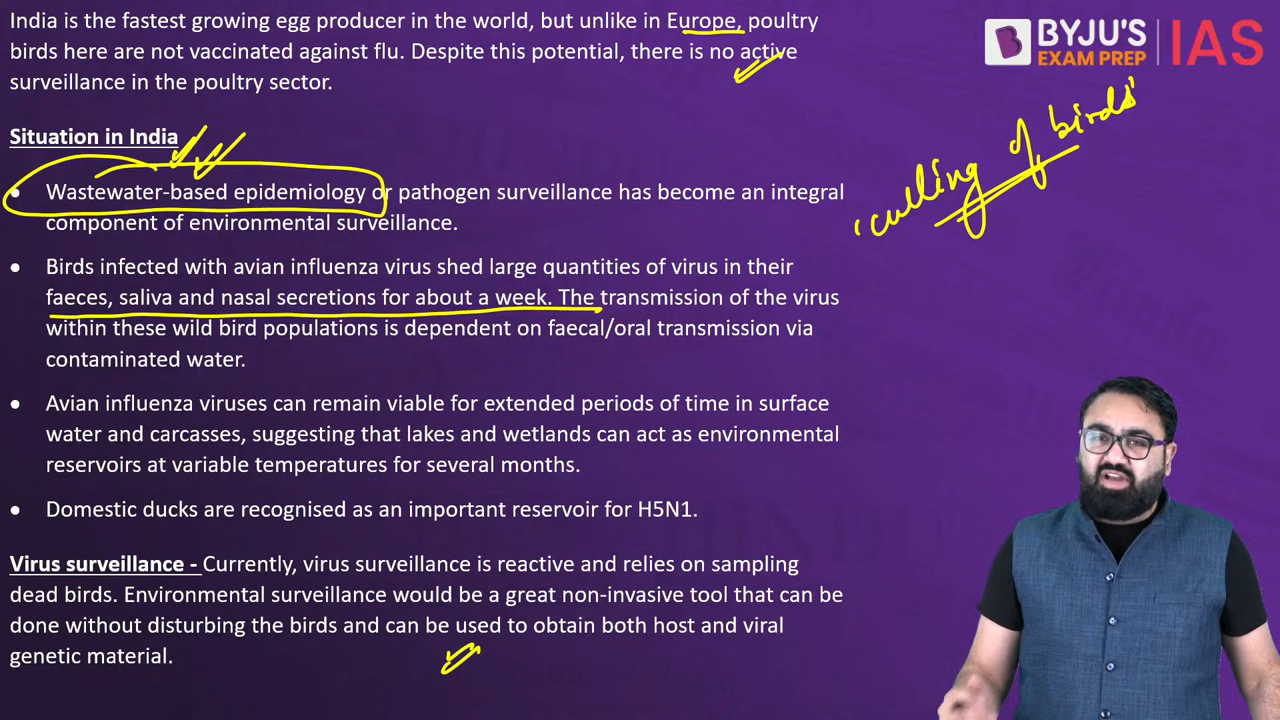 India is the fastest growing egg producer in the world, but unlike in Europe, poultry
birds here are not vaccinated against flu. Despite this potential, there is no active
surveillance in the poultry sector.
BYJU'S
EXAM PREP
IAS
'culling of birds'
Situation in India
• Wastewater-based epidemiology or pathogen surveillance has become an integral
component of environmental surveillance.
• Birds infected with avian influenza virus shed large quantities of virus in their
faeces, saliva and nasal secretions for about a week. The transmission of the virus
within these wild bird populations is dependent on faecal/oral transmission via
contaminated water.
• Avian influenza viruses can remain viable for extended periods of time in surface
water and carcasses, suggesting that lakes and wetlands can act as environmental
reservoirs at variable temperatures for several months.
• Domestic ducks are recognised as an important reservoir for H5N1.
Virus surveillance - Currently, virus surveillance is reactive and relies on sampling
dead birds. Environmental surveillance would be a great non-invasive tool that can be
done without disturbing the birds and can be used to obtain both host and viral
genetic material.